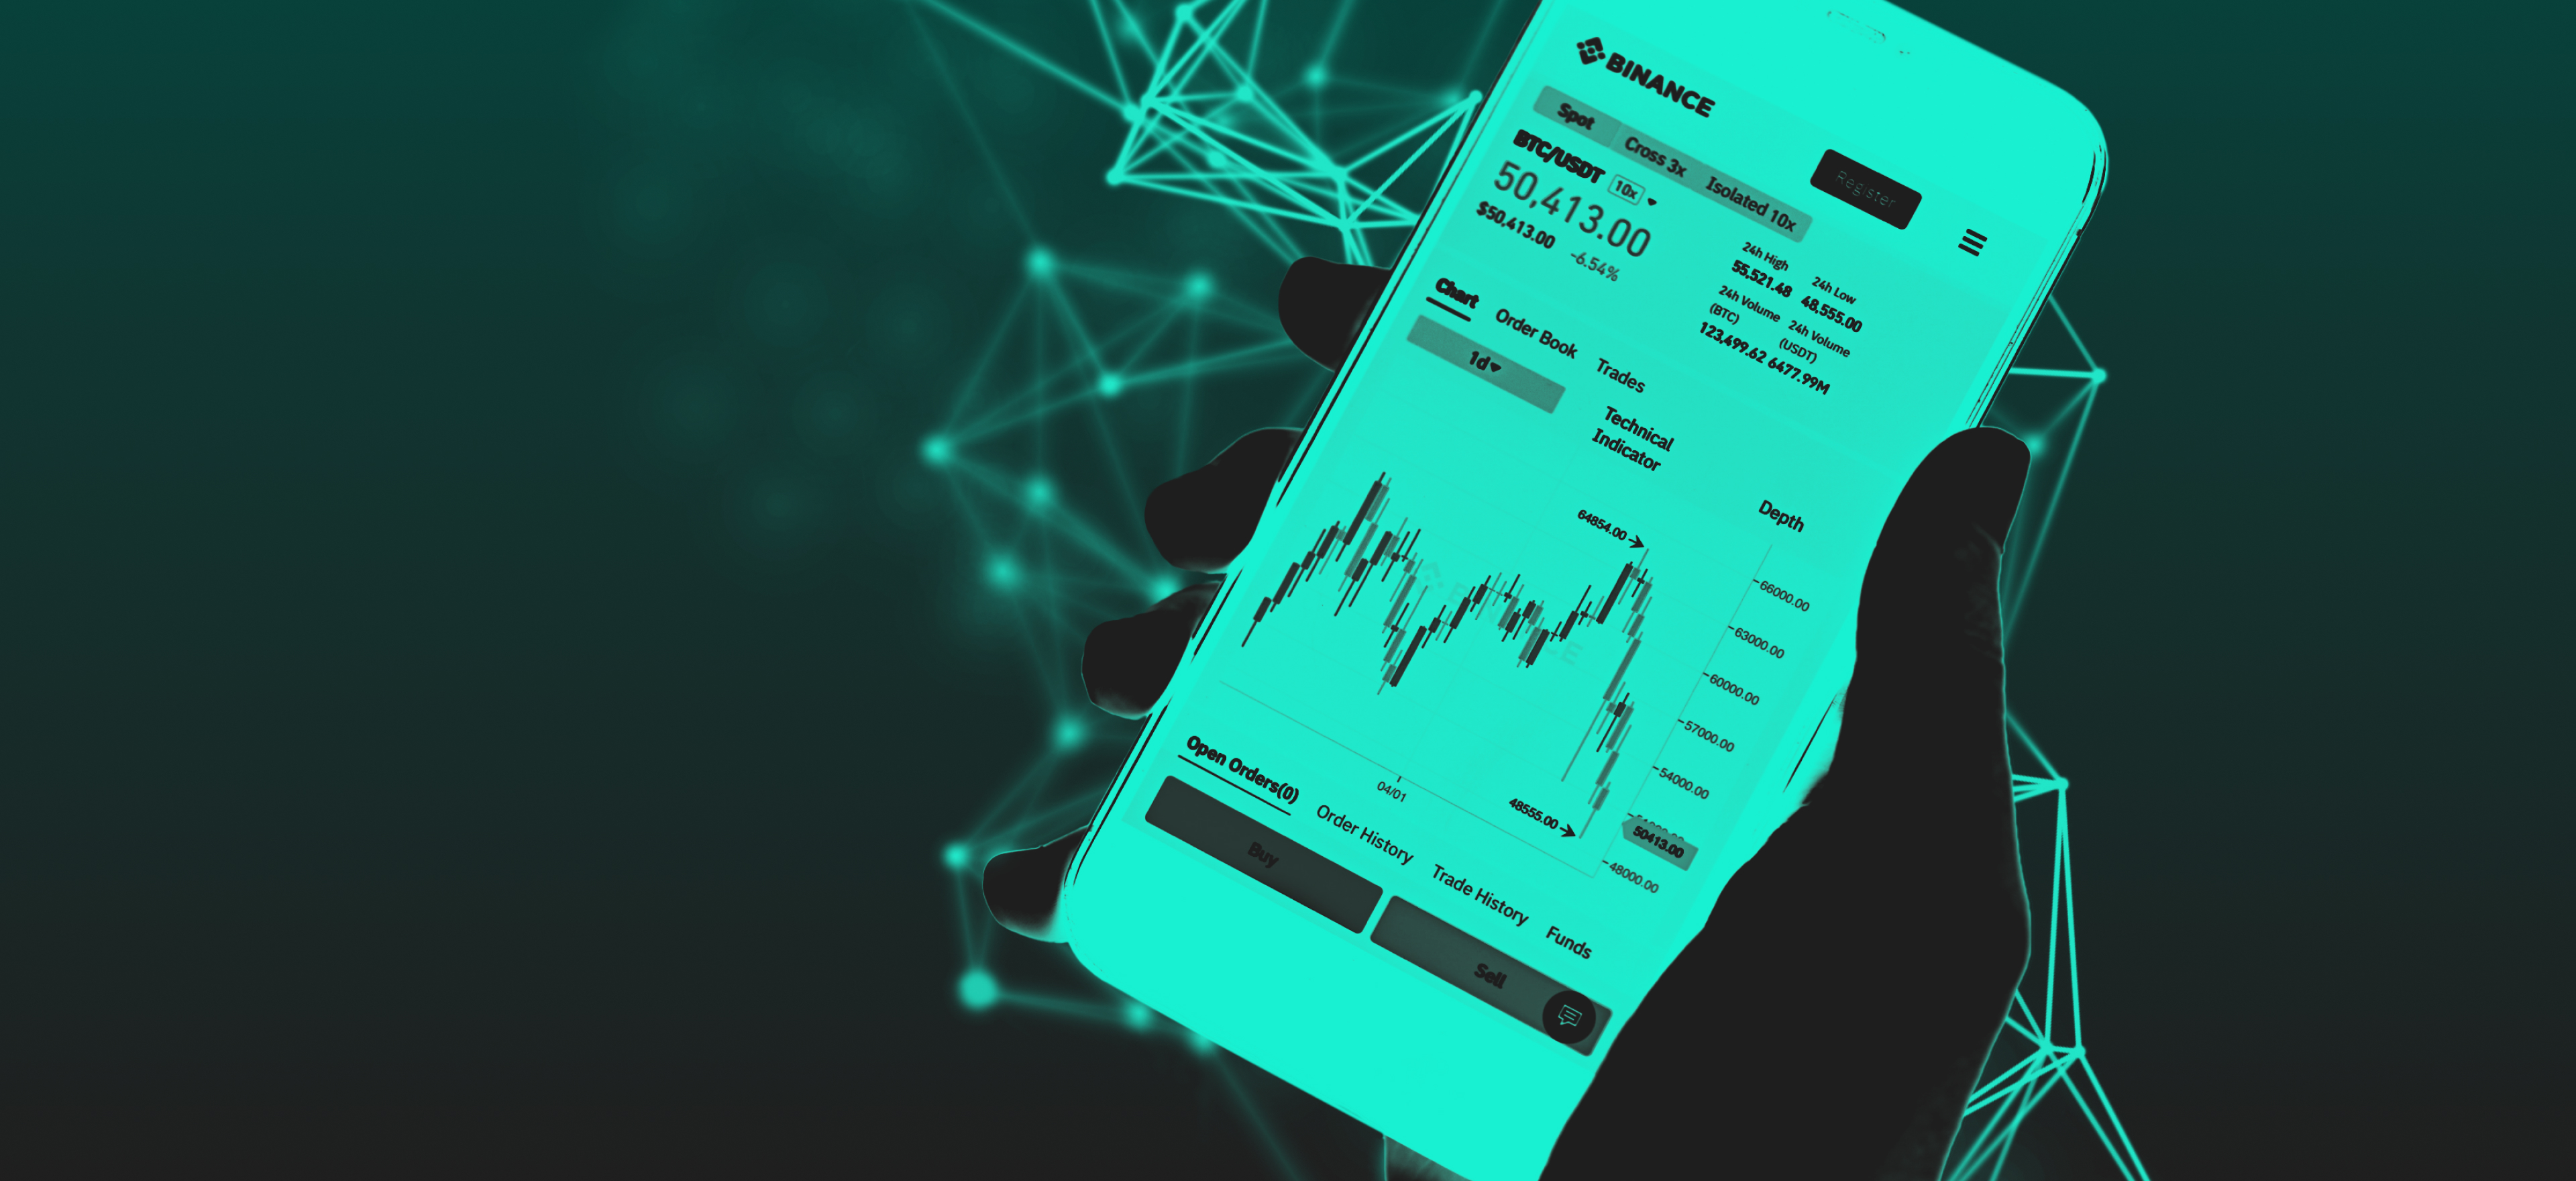 BINANCE
Register
Spot
Cross 3x
Isolated 10x
BTC/USDT 10x
50,413.00
$50,413.00 -6.54%
24h High
55,521.48
24h Low
48,555.00
24h Volume
(BTC)
123,499.62
24h Volume
(USDT)
6477.99M
Chart
Order Book
Trades
1d
Technical
Indicator
Depth
BINANCE
64854.00
66000.00
63000.00
60000.00
57000.00
54000.00
50413.00
48000.00
48555.00
04/01
Open Orders(0)
Order History
Trade History
Funds
Buy
Sell